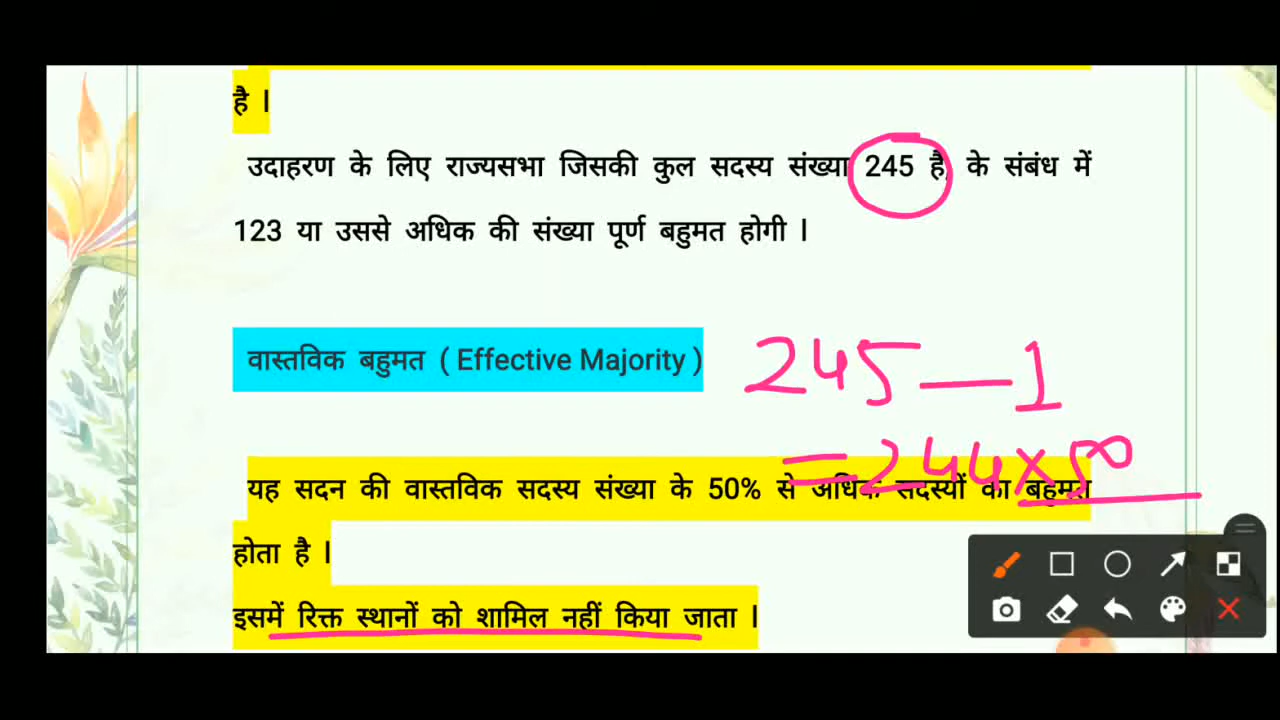 है ।
उदाहरण के लिए राज्यसभा जिसकी कुल सदस्य संख्या 245 है, के संबंध में
123 या उससे अधिक की संख्या पूर्ण बहुमत होगी ।
वास्तविक बहुमत ( Effective Majority )
245 — 1
= 244 × 50
यह सदन की वास्तविक सदस्य संख्या के 50% से अधिक सदस्यों का बहुमत
होता है ।
इसमें रिक्त स्थानों को शामिल नहीं किया जाता ।